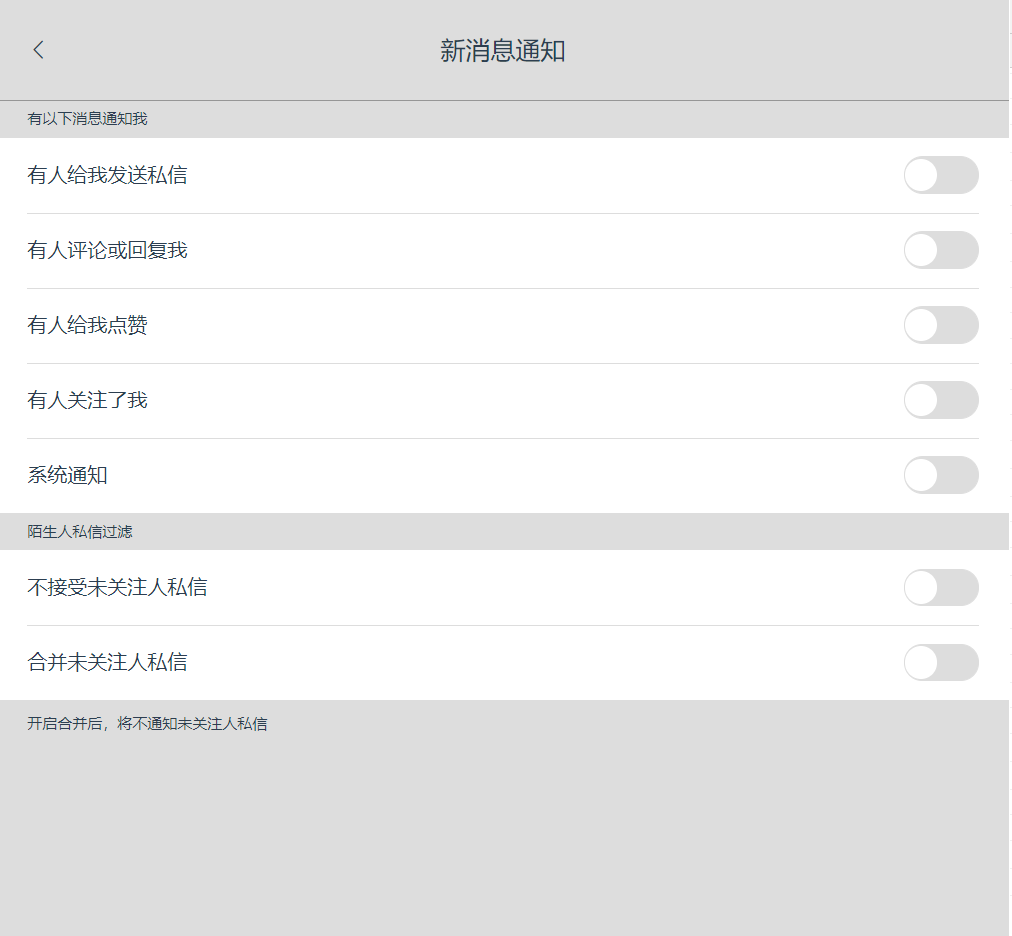 新消息通知
有以下消息通知我
有人给我发送私信
有人评论或回复我
有人给我点赞
有人关注了我
系统通知
陌生人私信过滤
不接受未关注人私信
合并未关注人私信
开启合并后，将不通知未关注人私信